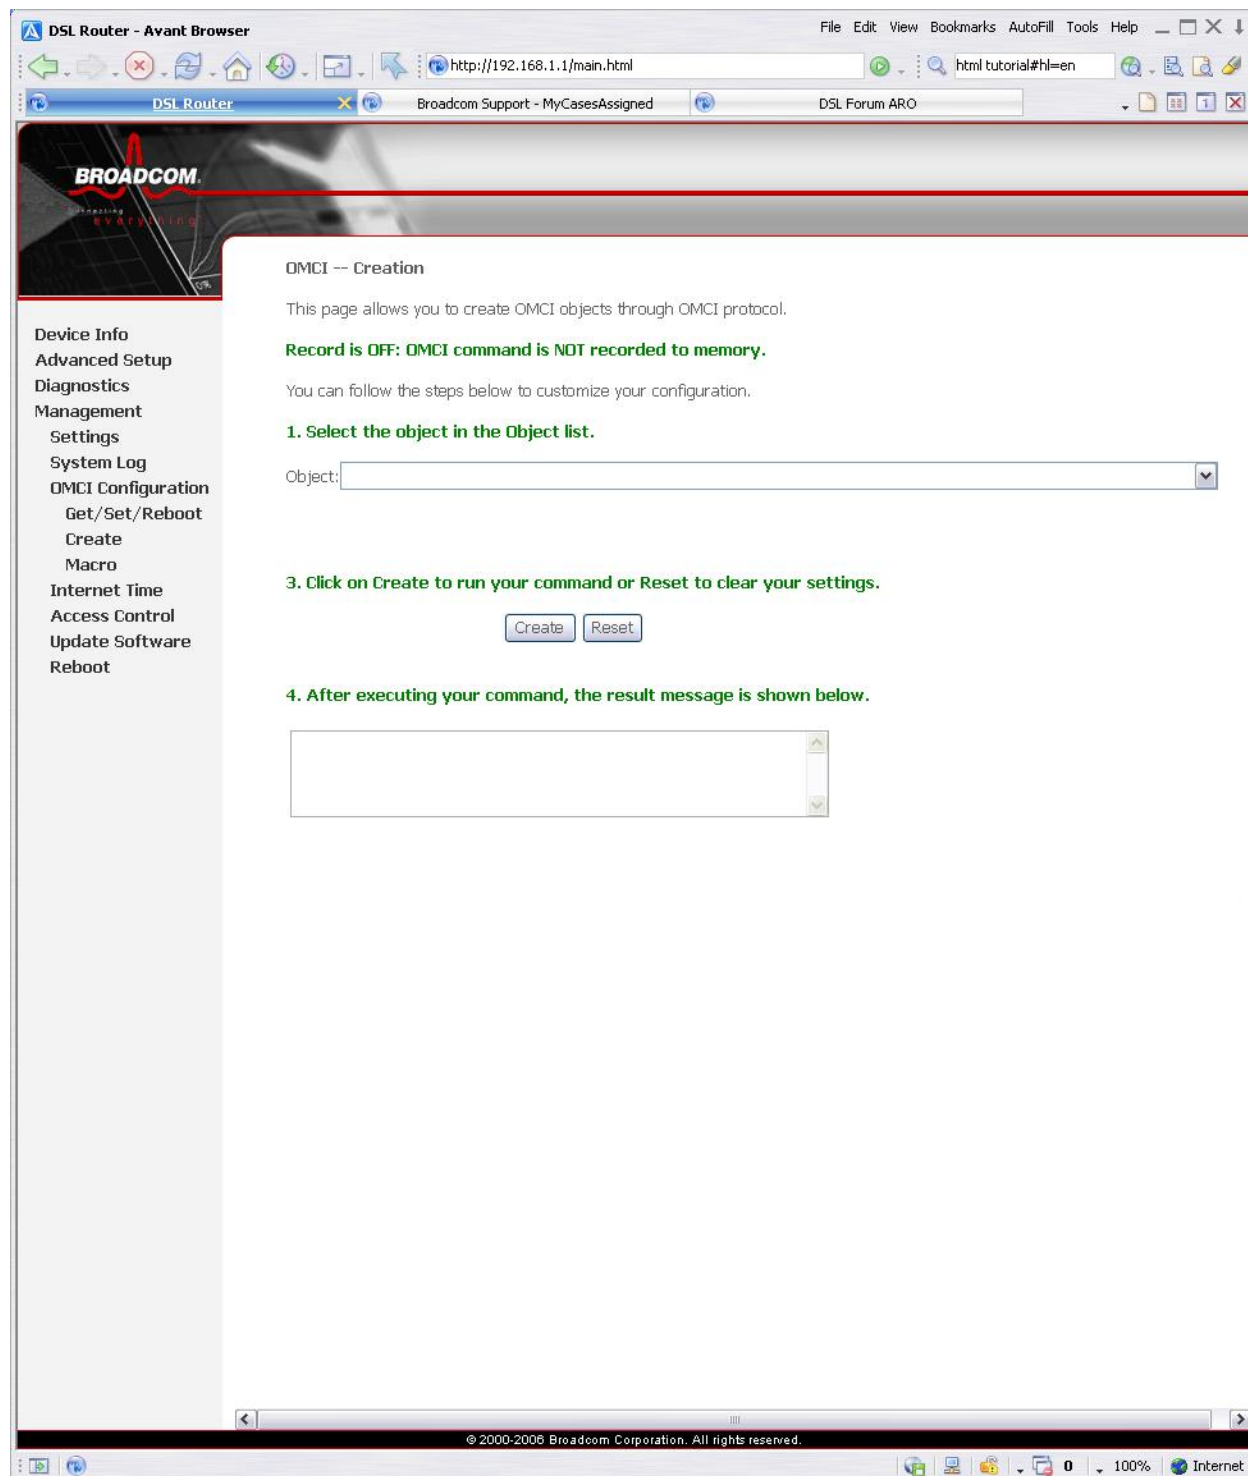 DSL Router - Avant Browser
File Edit View Bookmarks AutoFill Tools Help
http://192.168.1.1/main.html
html tutorial#hl=en
DSL Router
Broadcom Support - MyCasesAssigned
DSL Forum ARO
BROADCOM.
Connecting
everything
OMCI -- Creation
This page allows you to create OMCI objects through OMCI protocol.
Record is OFF: OMCI command is NOT recorded to memory.
You can follow the steps below to customize your configuration.
1. Select the object in the Object list.
Object:
3. Click on Create to run your command or Reset to clear your settings.
Create Reset
4. After executing your command, the result message is shown below.
Device Info
Advanced Setup
Diagnostics
Management
Settings
System Log
OMCI Configuration
Get/Set/Reboot
Create
Macro
Internet Time
Access Control
Update Software
Reboot
© 2000-2006 Broadcom Corporation. All rights reserved.
0 100% Internet